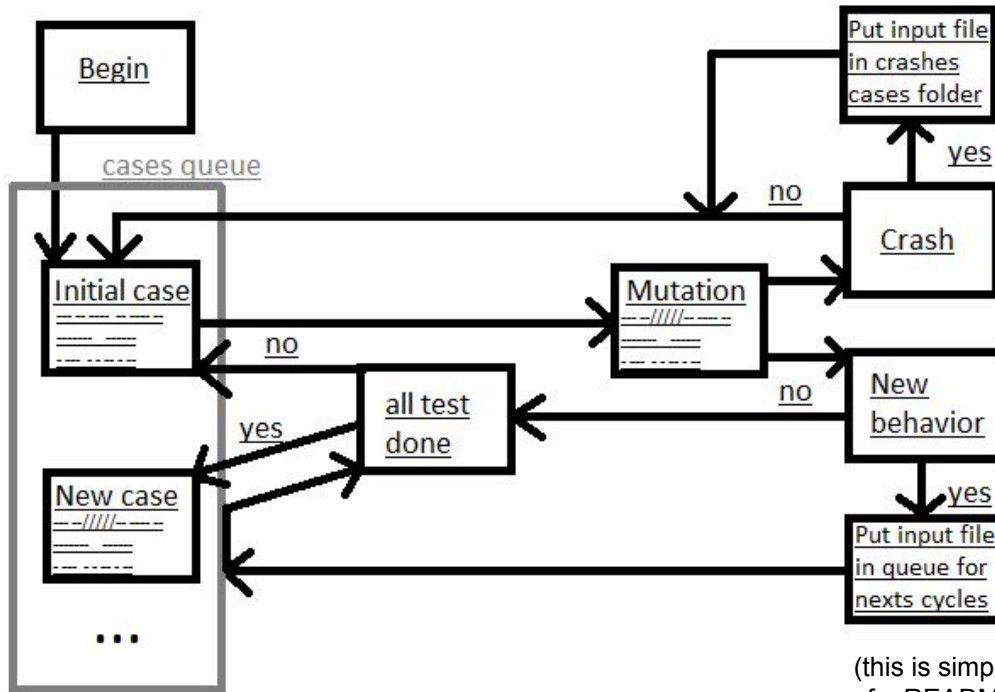 Begin
cases queue
Put input file
in crashes
cases folder
yes
no
Crash
Initial case
Mutation
no
all test
done
no
New
behavior
yes
New case
yes
Put input file
in queue for
nexts cycles
...
(this is simp